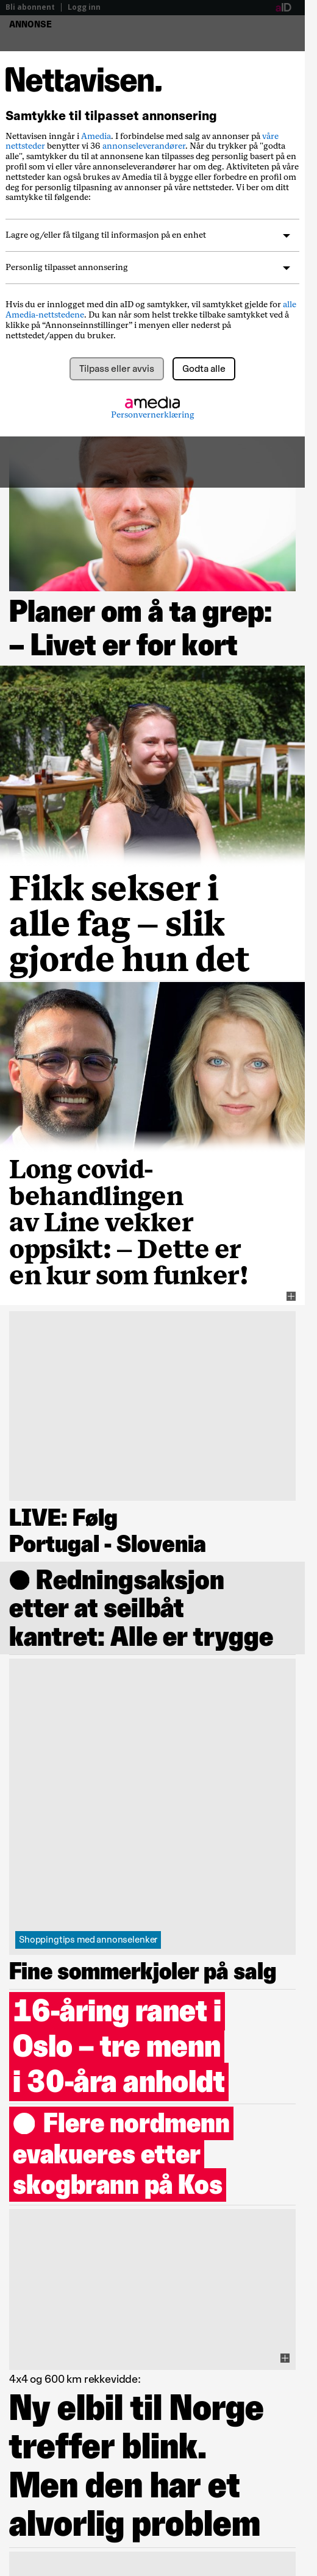 Bli abonnent | Logg inn
aID
ANNONSE
Nettavisen.
Samtykke til tilpasset annonsering
Nettavisen inngår i Amedia. I forbindelse med salg av annonser på våre
nettsteder benytter vi 36 annonseleverandører. Når du trykker på "godta
alle", samtykker du til at annonsene kan tilpasses deg personlig basert på en
profil som vi eller våre annonseleverandører har om deg. Aktiviteten på våre
nettsteder kan også brukes av Amedia til å bygge eller forbedre en profil om
deg for personlig tilpasning av annonser på våre nettsteder. Vi ber om ditt
samtykke til følgende:
Lagre og/eller få tilgang til informasjon på en enhet
Personlig tilpasset annonsering
Hvis du er innlogget med din aID og samtykker, vil samtykket gjelde for alle
Amedia-nettstedene. Du kan når som helst trekke tilbake samtykket ved å
klikke på “Annonseinnstillinger” i menyen eller nederst på
nettstedet/appen du bruker.
Tilpass eller avvis
Godta alle
amedia
Personvernerklæring
Planer om å ta grep:
– Livet er for kort
Fikk sekser i
alle fag – slik
gjorde hun det
Long covid-
behandlingen
av Line vekker
oppsikt: – Dette er
en kur som funker!
LIVE: Følg
Portugal - Slovenia
Redningsaksjon
etter at seilbåt
kantret: Alle er trygge
Shoppingtips med annonselenker
Fine sommerkjoler på salg
16-åring ranet i
Oslo – tre menn
i 30-åra anholdt
Flere nordmenn
evakueres etter
skogbrann på Kos
4x4 og 600 km rekkevidde:
Ny elbil til Norge
treffer blink.
Men den har et
alvorlig problem